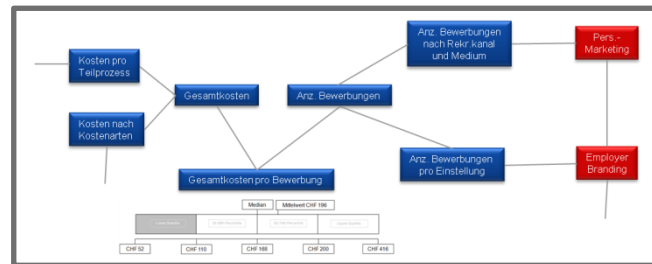 Anz. Bewerbungen
nach Rekr.kanal
und Medium
Pers.-
Marketing
Kosten pro
Teilprozess
Gesamtkosten
Anz. Bewerbungen
Kosten nach
Kostenarten
Anz. Bewerbungen
pro Einstellung
Employer
Branding
Gesamtkosten pro Bewerbung
Median
Mittelwert CHF 196
CHF 52
CHF 110
CHF 168
CHF 200
CHF 416